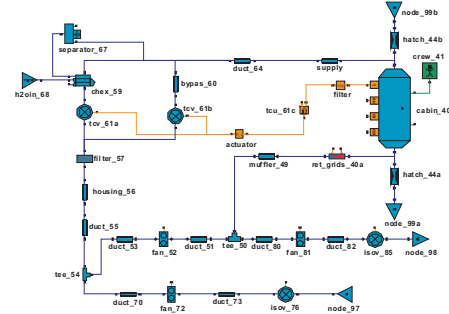 node_99b
separator_67
hatch_44b
crew_41
duct_64
supply
h2oin_68
chex_59
bypas_60
filter
cabin_40
tcv_61a
tcv_61b
tcu_61c
actuator
filter_57
muffler_49
ret_grids_40a
hatch_44a
housing_56
node_99a
duct_55
tee_54
duct_53
fan_52
duct_51
tee_50
duct_80
fan_81
duct_82
isov_85
node_98
duct_70
fan_72
duct_73
isov_76
node_97